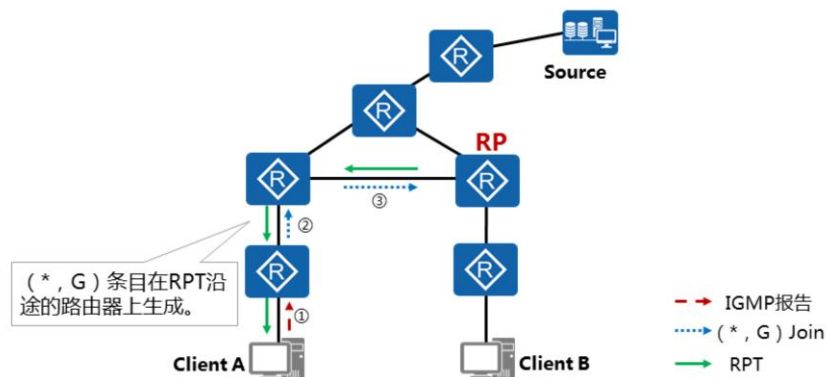 Source
RP
③
②
(*, G) 条目在RPT沿
途的路由器上生成。
①
Client A
Client B
IGMP报告
(*, G) Join
RPT
R
R
R
R
R
R